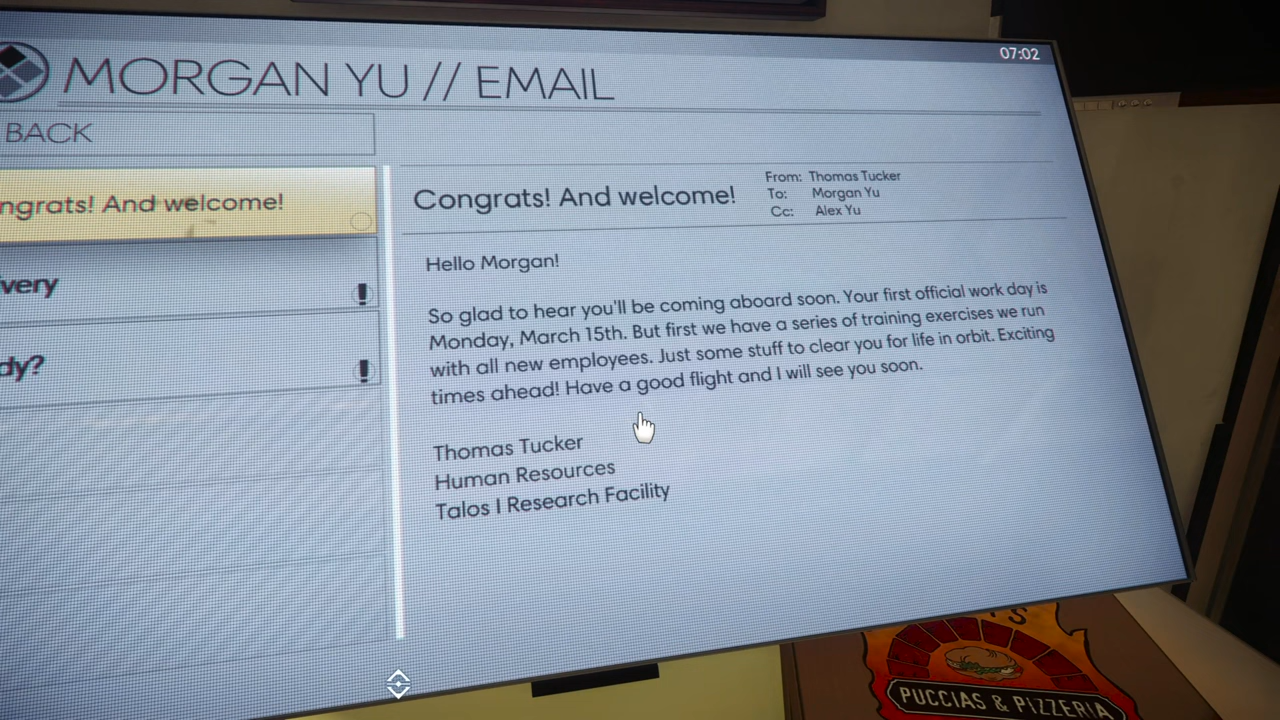 07:02
MORGAN YU // EMAIL
BACK
ngrats! And welcome!
very
dy?
Congrats! And welcome!
From: Thomas Tucker
To: Morgan Yu
Cc: Alex Yu
Hello Morgan!
So glad to hear you'll be coming aboard soon. Your first official work day is
Monday, March 15th. But first we have a series of training exercises we run
with all new employees. Just some stuff to clear you for life in orbit. Exciting
times ahead! Have a good flight and I will see you soon.
Thomas Tucker
Human Resources
Talos I Research Facility
'S
PUCCIAS & PIZZERIA